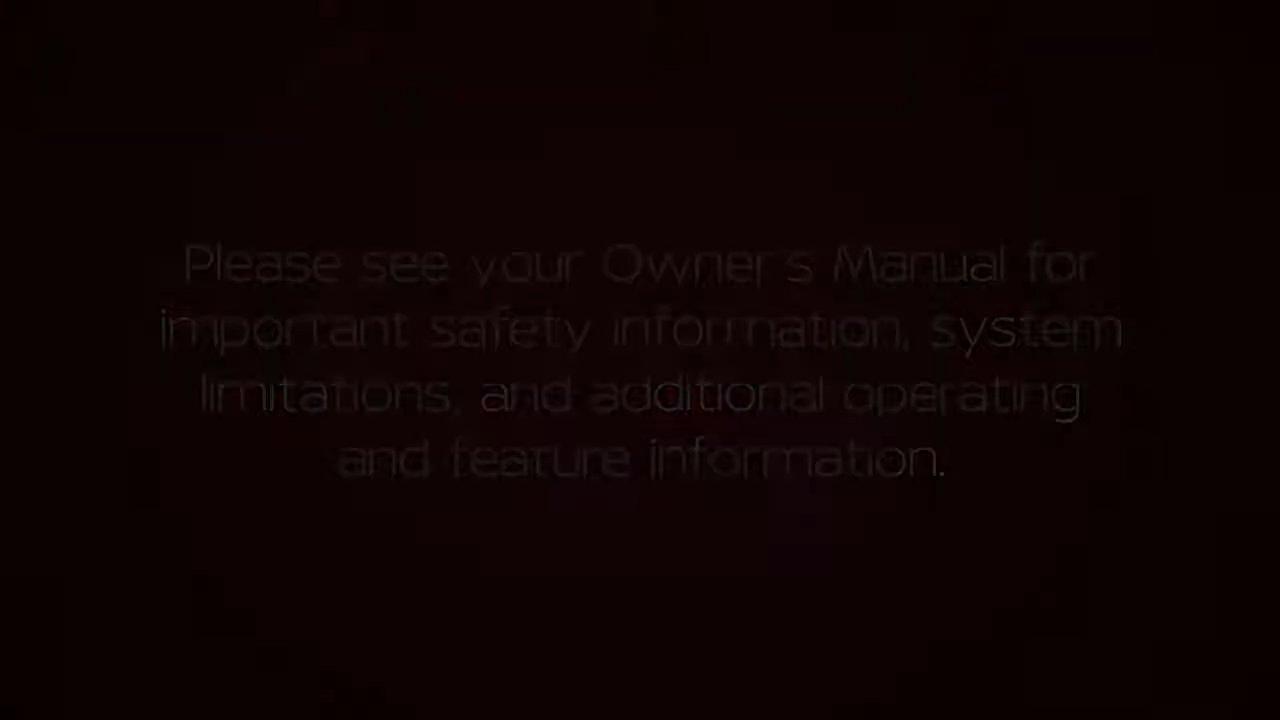 Please see your Owner's Manual for
important safety information, system
limitations, and additional operating
and feature information.